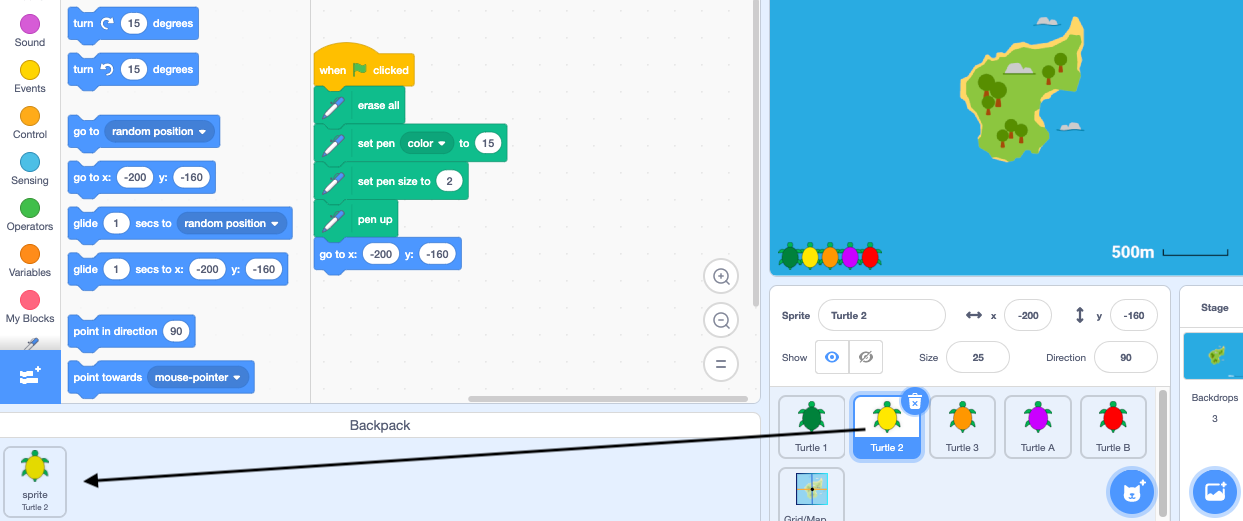 Sound
Events
Control
Sensing
Operators
Variables
My Blocks
turn 15 degrees
turn 15 degrees
go to random position
go to x: -200 y: -160
glide 1 secs to random position
glide 1 secs to x: -200 y: -160
point in direction 90
point towards mouse-pointer
when clicked
erase all
set pen color to 15
set pen size to 2
pen up
go to x: -200 y: -160
500m
Sprite Turtle 2 x -200 y -160
Show Size 25 Direction 90
Turtle 1 Turtle 2 Turtle 3 Turtle A Turtle B
Grid/Map
Stage
Backdrops
3
Backpack
sprite
Turtle 2